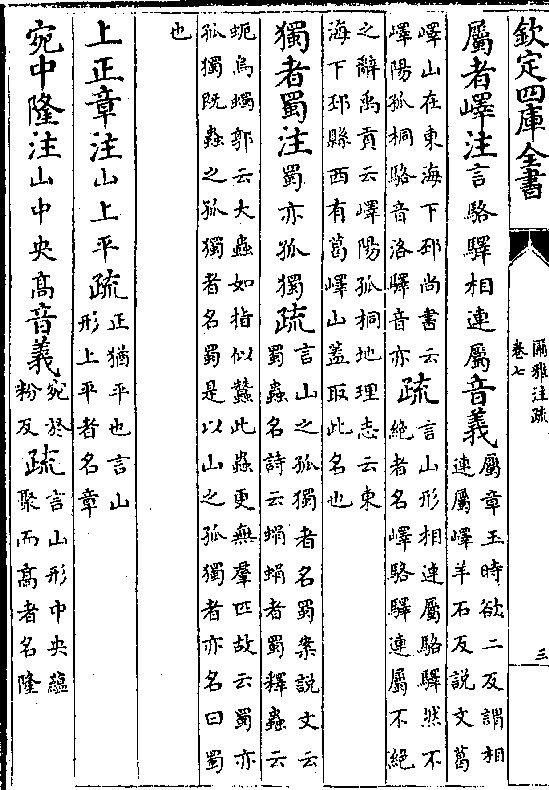 欽定四庫全書
爾雅注疏
卷七
三
屬者嶧注言駱驛相連屬音義
屬章玉時欲二反謂相
連屬嶧羊石反説文葛
嶧山在東海下邳尚書云
嶧陽孤桐駱音洛驛音亦
疏
言山形相連屬駱驛然不
絶者名嶧駱驛連屬不絶
之辭禹貢云嶧陽孤桐地理志云東
海下邳縣西有葛嶧山蓋取此名也
獨者蜀注蜀亦孤獨疏
言山之孤獨者名蜀案説文云
蜀蟲名詩云蜎蜎者蜀釋蟲云
蚅烏蠋郭云大蟲如指似蠶此蟲更無羣匹故云蜀亦
孤獨既蟲之孤獨者名蜀是以山之孤獨者亦名曰蜀
也
上正章注山上平疏
正猶平也言山
形上平者名章
宛中隆注山中央髙音義
宛於
粉反
疏
言山形中央藴
聚而髙者名隆